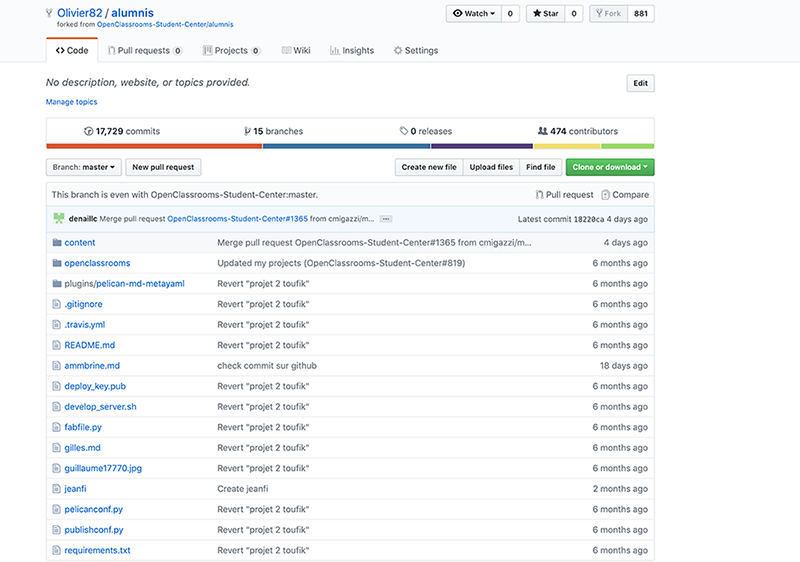 Olivier82 / alumnis
forked from OpenClassrooms-Student-Center/alumnis
Watch 0 Star 0 Fork 881
Code Pull requests 0 Projects 0 Wiki Insights Settings
No description, website, or topics provided. Edit
Manage topics
17,729 commits 15 branches 0 releases 474 contributors
Branch: master New pull request Create new file Upload files Find file Clone or download
This branch is even with OpenClassrooms-Student-Center:master. Pull request Compare
denaillc Merge pull request OpenClassrooms-Student-Center#1365 from cmigazzi/m... Latest commit 18220ca 4 days ago
content Merge pull request OpenClassrooms-Student-Center#1365 from cmigazzi/m... 4 days ago
openclassrooms Updated my projects (OpenClassrooms-Student-Center#819) 6 months ago
plugins/pelican-md-metayaml Revert "projet 2 toufik" 6 months ago
.gitignore Revert "projet 2 toufik" 6 months ago
.travis.yml Revert "projet 2 toufik" 6 months ago
README.md Revert "projet 2 toufik" 6 months ago
ammbrine.md check commit sur github 18 days ago
deploy_key.pub Revert "projet 2 toufik" 6 months ago
develop_server.sh Revert "projet 2 toufik" 6 months ago
fabfile.py Revert "projet 2 toufik" 6 months ago
gilles.md Revert "projet 2 toufik" 6 months ago
guillaume17770.jpg Revert "projet 2 toufik" 6 months ago
jeanfi Create jeanfi 2 months ago
pelicanconf.py Revert "projet 2 toufik" 6 months ago
publishconf.py Revert "projet 2 toufik" 6 months ago
requirements.txt Revert "projet 2 toufik" 6 months ago